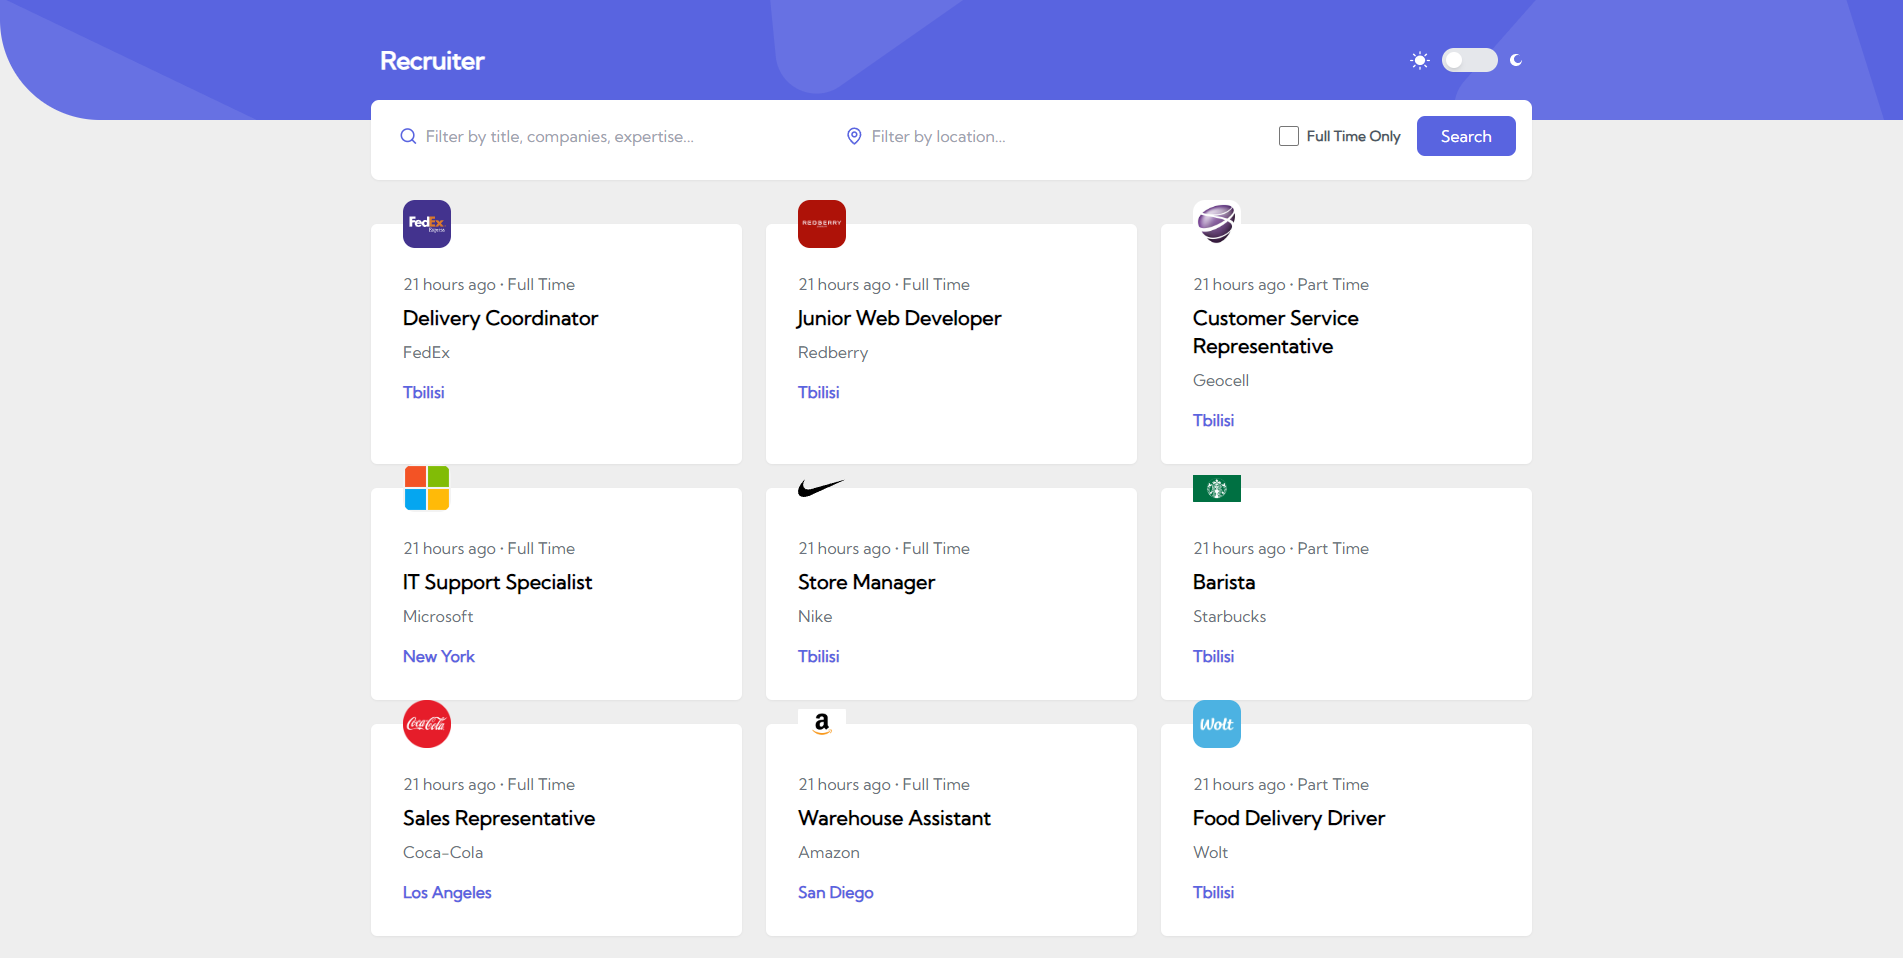 Recruiter
Filter by title, companies, expertise...
Filter by location...
Full Time Only
Search
FedEx
Express
REDBERRY
21 hours ago · Full Time
Delivery Coordinator
FedEx
Tbilisi
21 hours ago · Full Time
Junior Web Developer
Redberry
Tbilisi
21 hours ago · Part Time
Customer Service
Representative
Geocell
Tbilisi
21 hours ago · Full Time
IT Support Specialist
Microsoft
New York
21 hours ago · Full Time
Store Manager
Nike
Tbilisi
21 hours ago · Part Time
Barista
Starbucks
Tbilisi
Coca-Cola
21 hours ago · Full Time
Sales Representative
Coca-Cola
Los Angeles
a
21 hours ago · Full Time
Warehouse Assistant
Amazon
San Diego
Wolt
21 hours ago · Part Time
Food Delivery Driver
Wolt
Tbilisi